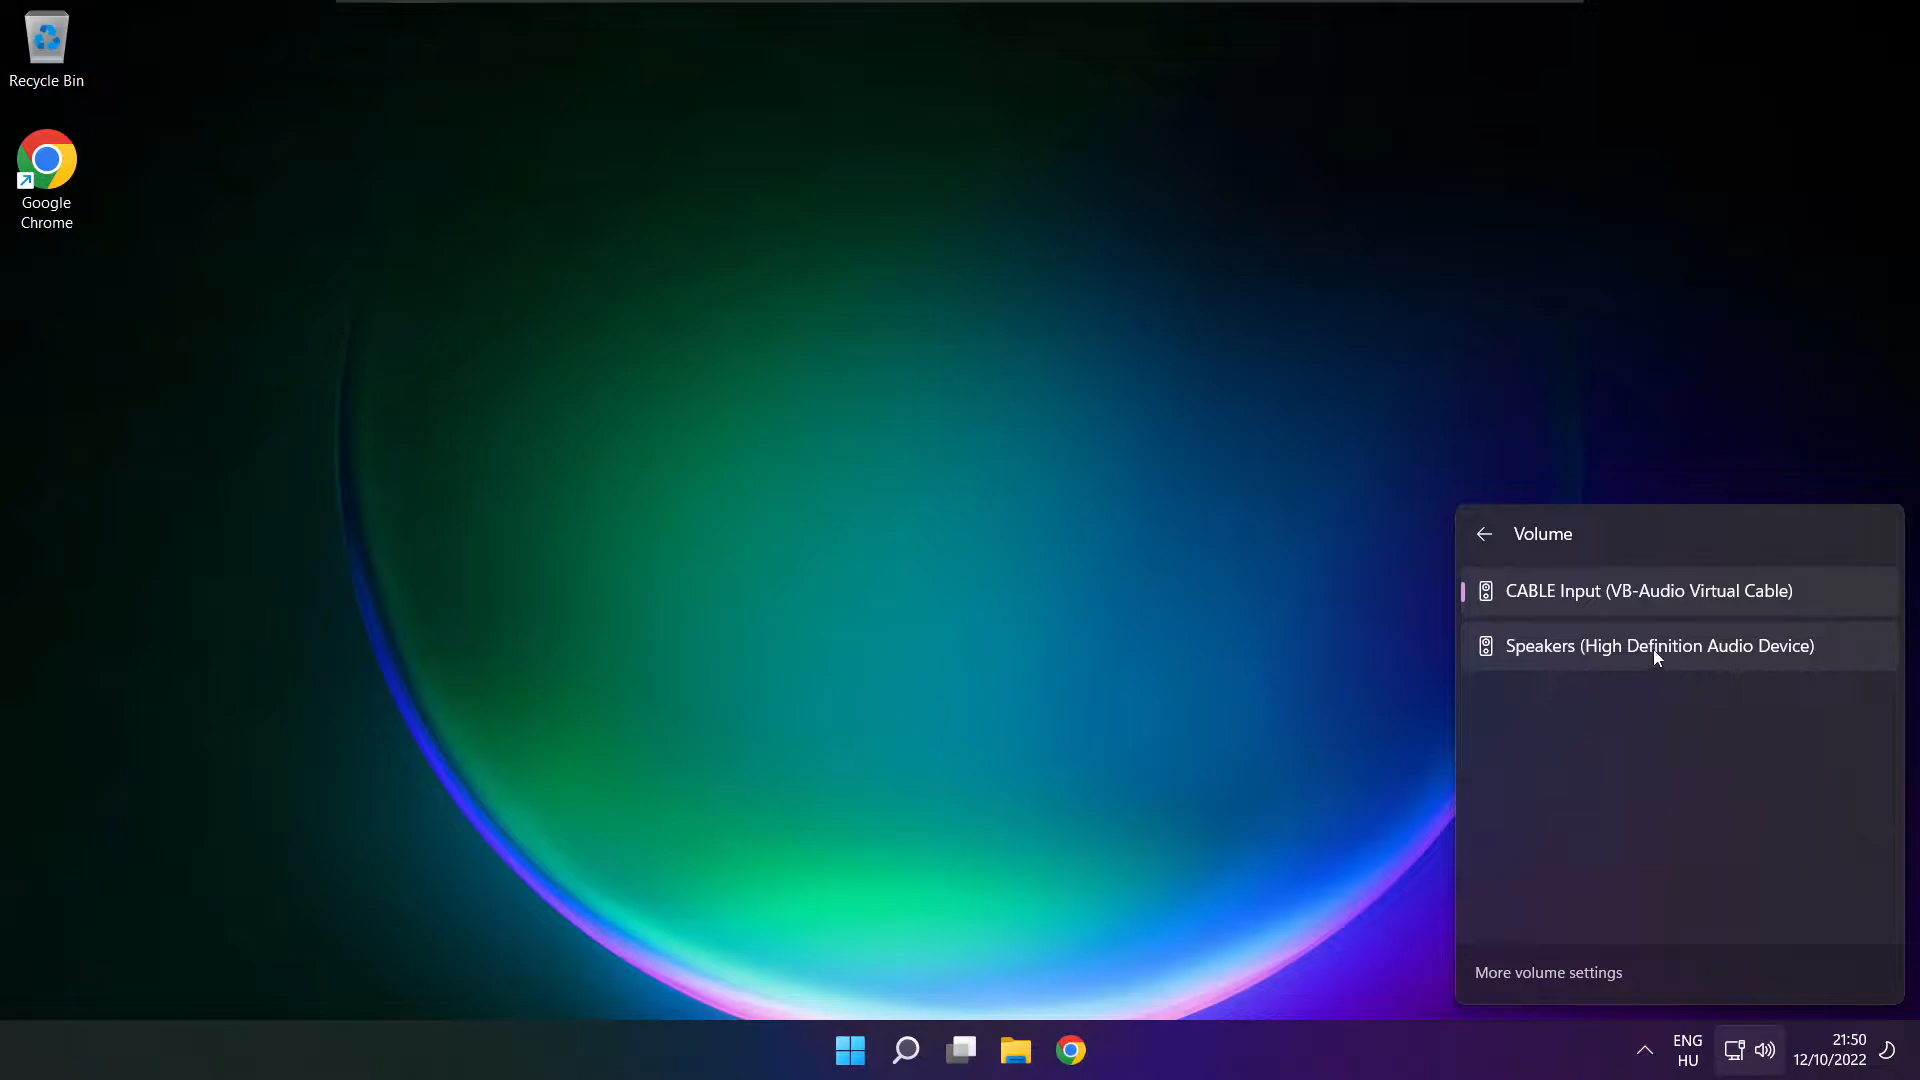 Recycle Bin
Google
Chrome
Volume
CABLE Input (VB-Audio Virtual Cable)
Speakers (High Definition Audio Device)
More volume settings
ENG
HU
21:50
12/10/2022